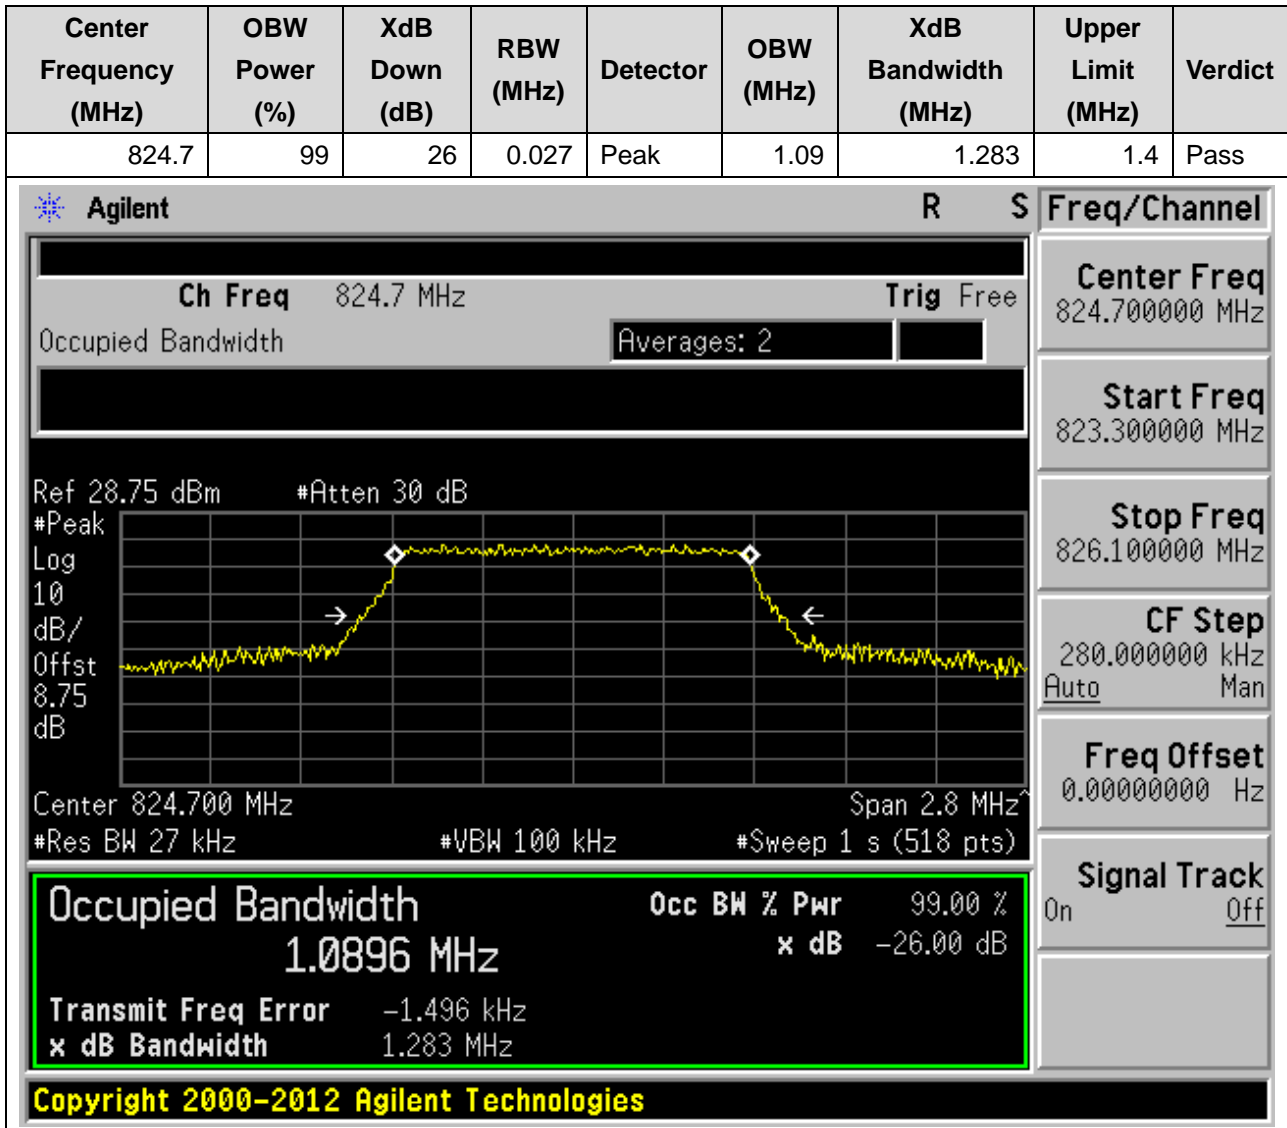 Center Frequency (MHz) OBW Power (%) XdB Down (dB) RBW (MHz) Detector OBW (MHz) XdB Bandwidth (MHz) Upper Limit (MHz) Verdict
824.7 99 26 0.027 Peak 1.09 1.283 1.4 Pass
Agilent R S
Ch Freq 824.7 MHz Trig Free
Occupied Bandwidth Averages: 2
Ref 28.75 dBm #Atten 30 dB
#Peak
Log
10
dB/
Offst
8.75
dB
Center 824.700 MHz Span 2.8 MHz^
#Res BW 27 kHz #VBW 100 kHz #Sweep 1 s (518 pts)
Occupied Bandwidth Occ BW % Pwr 99.00 %
1.0896 MHz x dB -26.00 dB
Transmit Freq Error -1.496 kHz
x dB Bandwidth 1.283 MHz
Copyright 2000-2012 Agilent Technologies
Freq/Channel
Center Freq
824.700000 MHz
Start Freq
823.300000 MHz
Stop Freq
826.100000 MHz
CF Step
280.000000 kHz
Auto Man
Freq Offset
0.00000000 Hz
Signal Track
On Off